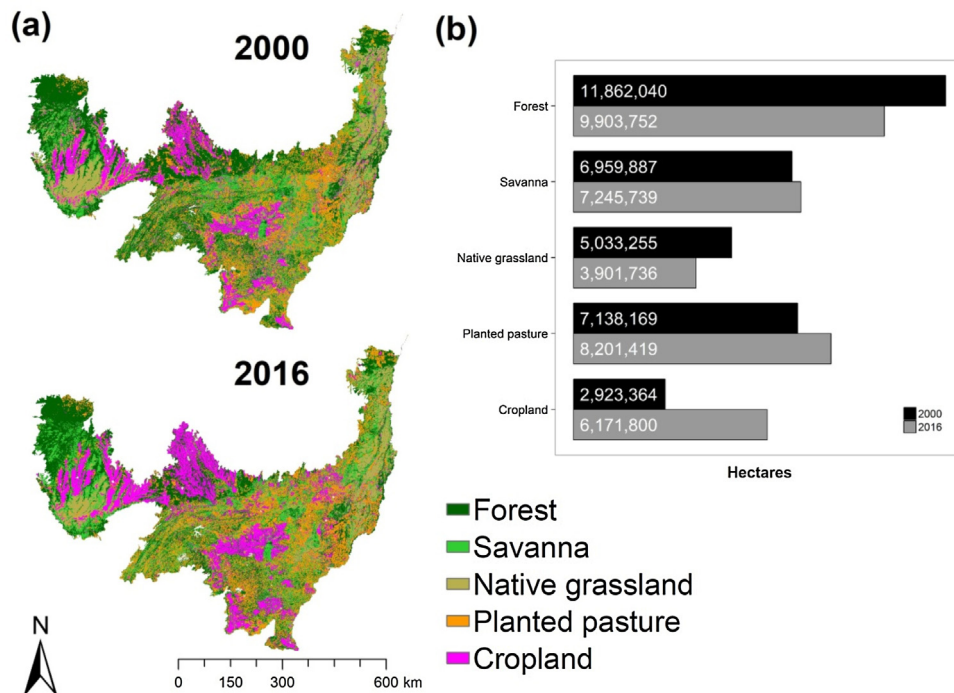 (a)
2000
2016
N
0 150 300 600 km
(b)
Forest
11,862,040
9,903,752
Savanna
6,959,887
7,245,739
Native grassland
5,033,255
3,901,736
Planted pasture
7,138,169
8,201,419
Cropland
2,923,364
6,171,800
2000
2016
Hectares
Forest
Savanna
Native grassland
Planted pasture
Cropland